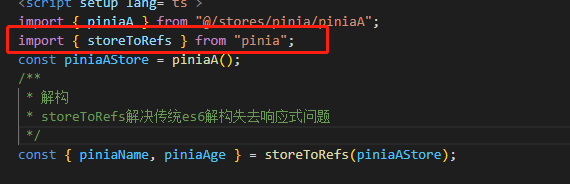 <script setup lang="ts">
import { piniaA } from "@/stores/pinia/piniaA";
import { storeToRefs } from "pinia";
const piniaAStore = piniaA();
/**
 * 解构
 * storeToRefs解决传统es6解构失去响应式问题
 */
const { piniaName, piniaAge } = storeToRefs(piniaAStore);